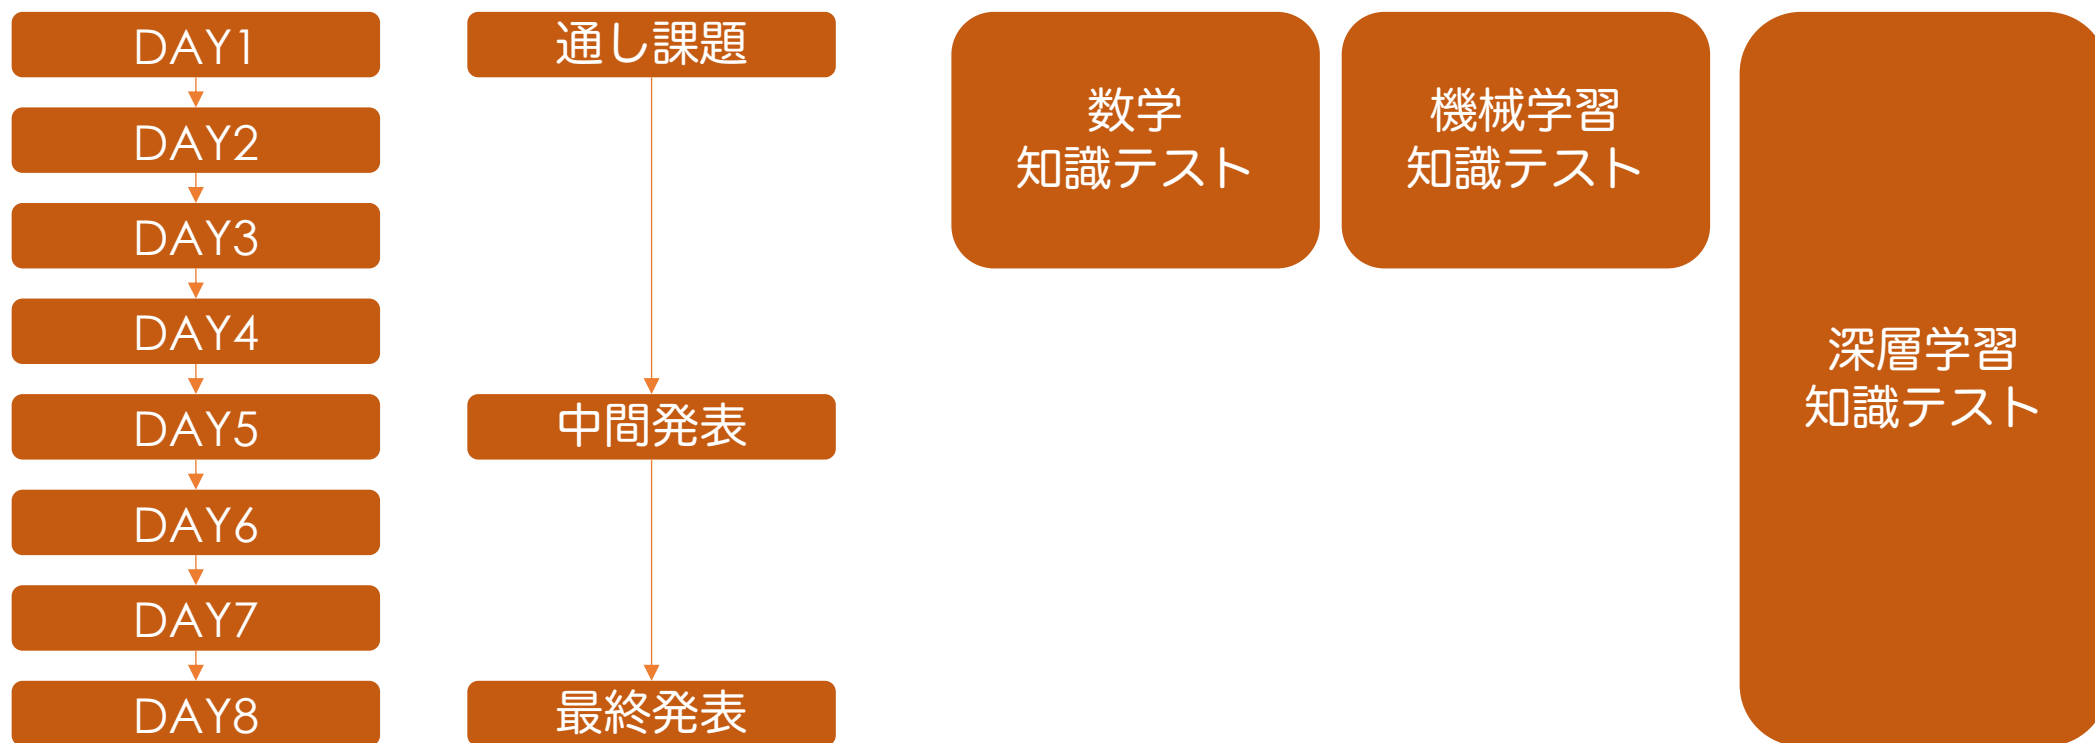 DAY1
DAY2
DAY3
DAY4
DAY5
DAY6
DAY7
DAY8
通し課題
中間発表
最終発表
数学
知識テスト
機械学習
知識テスト
深層学習
知識テスト